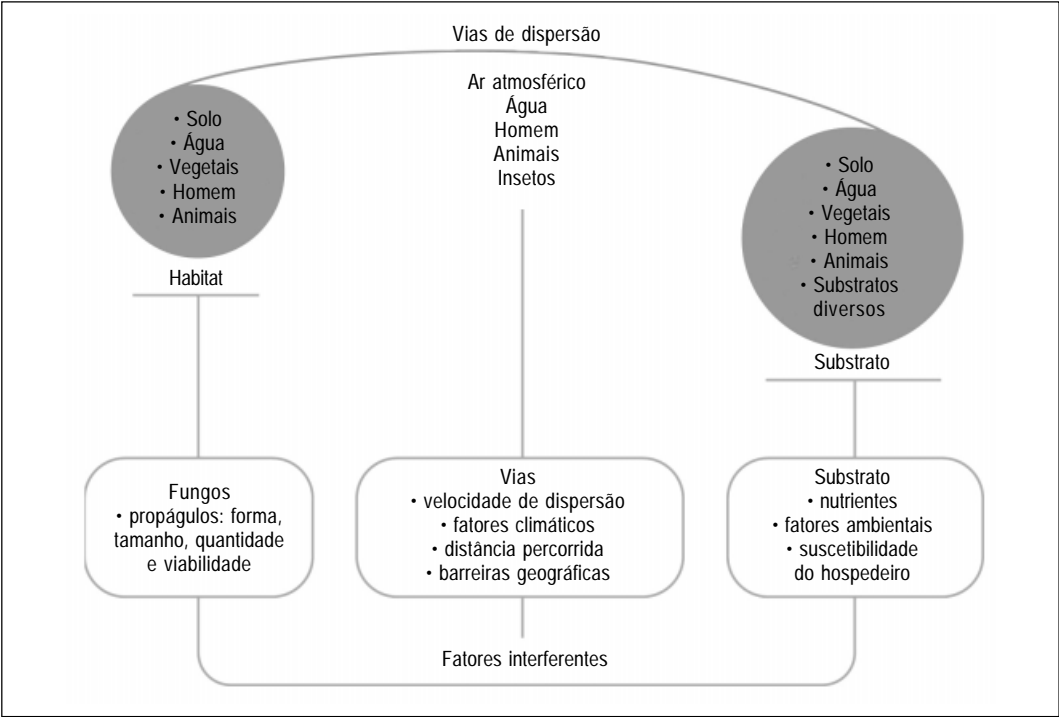 Vias de dispersão
Ar atmosférico
Água
Homem
Animais
Insetos
• Solo
• Água
• Vegetais
• Homem
• Animais
Habitat
• Solo
• Água
• Vegetais
• Homem
• Animais
• Substratos
diversos
Substrato
Fungos
• propágulos: forma,
tamanho, quantidade
e viabilidade
Vias
• velocidade de dispersão
• fatores climáticos
• distância percorrida
• barreiras geográficas
Substrato
• nutrientes
• fatores ambientais
• suscetibilidade
do hospedeiro
Fatores interferentes